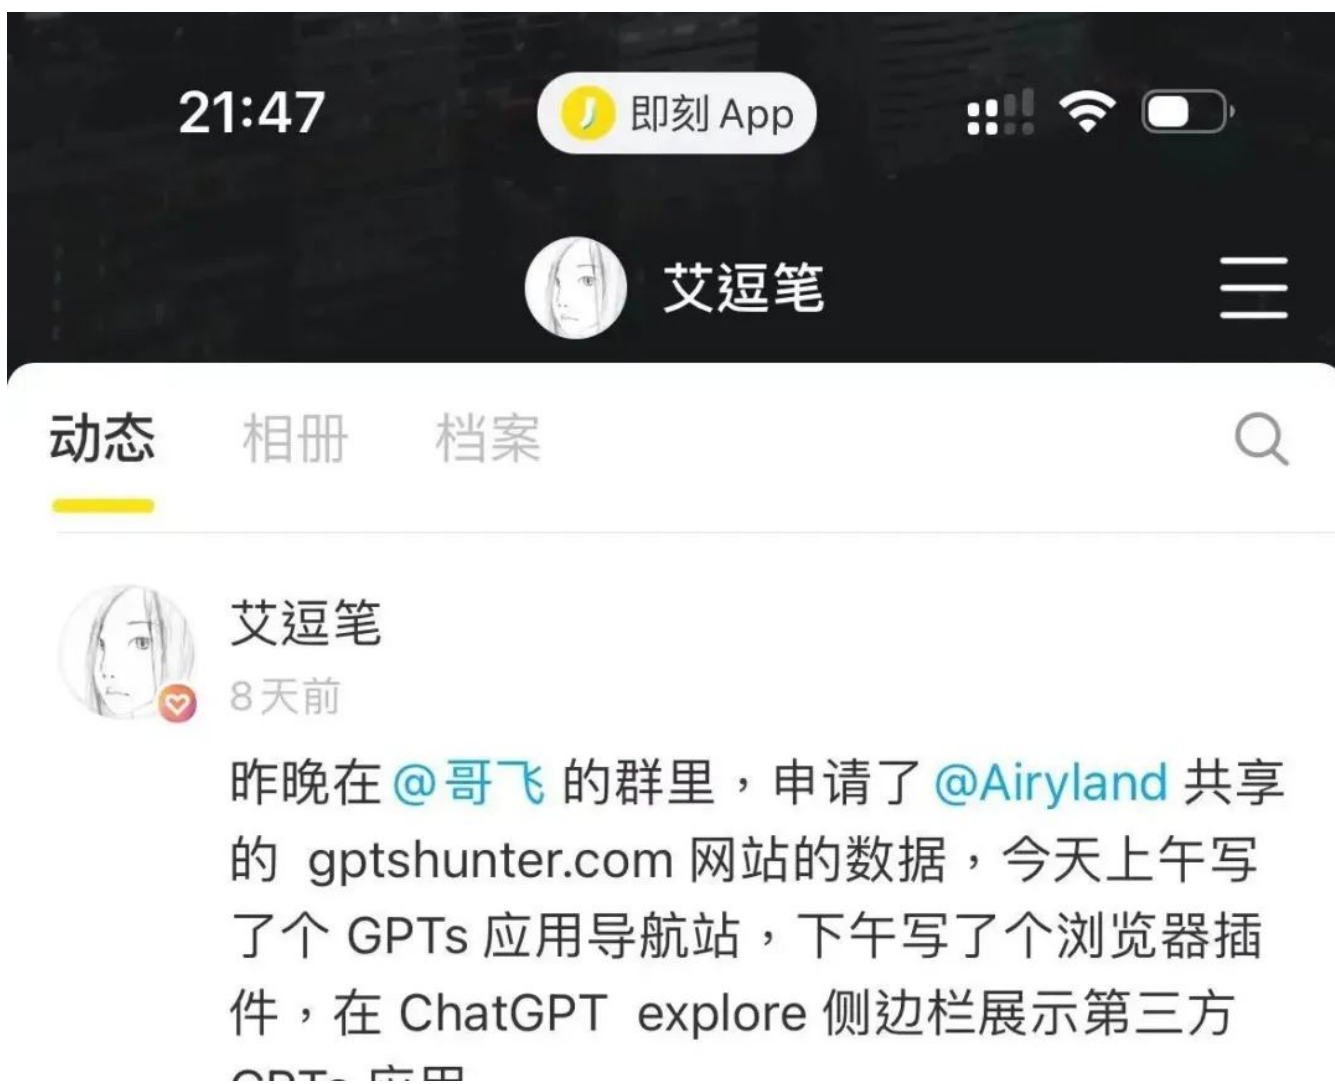 21:47
即刻 App
艾逗笔
动态 相册 档案
艾逗笔
8天前
昨晚在 @哥飞 的群里，申请了 @Airyland 共享
的 gptshunter.com 网站的数据，今天上午写
了个 GPTs 应用导航站，下午写了个浏览器插
件，在 ChatGPT explore 侧边栏展示第三方
GPTs 应用